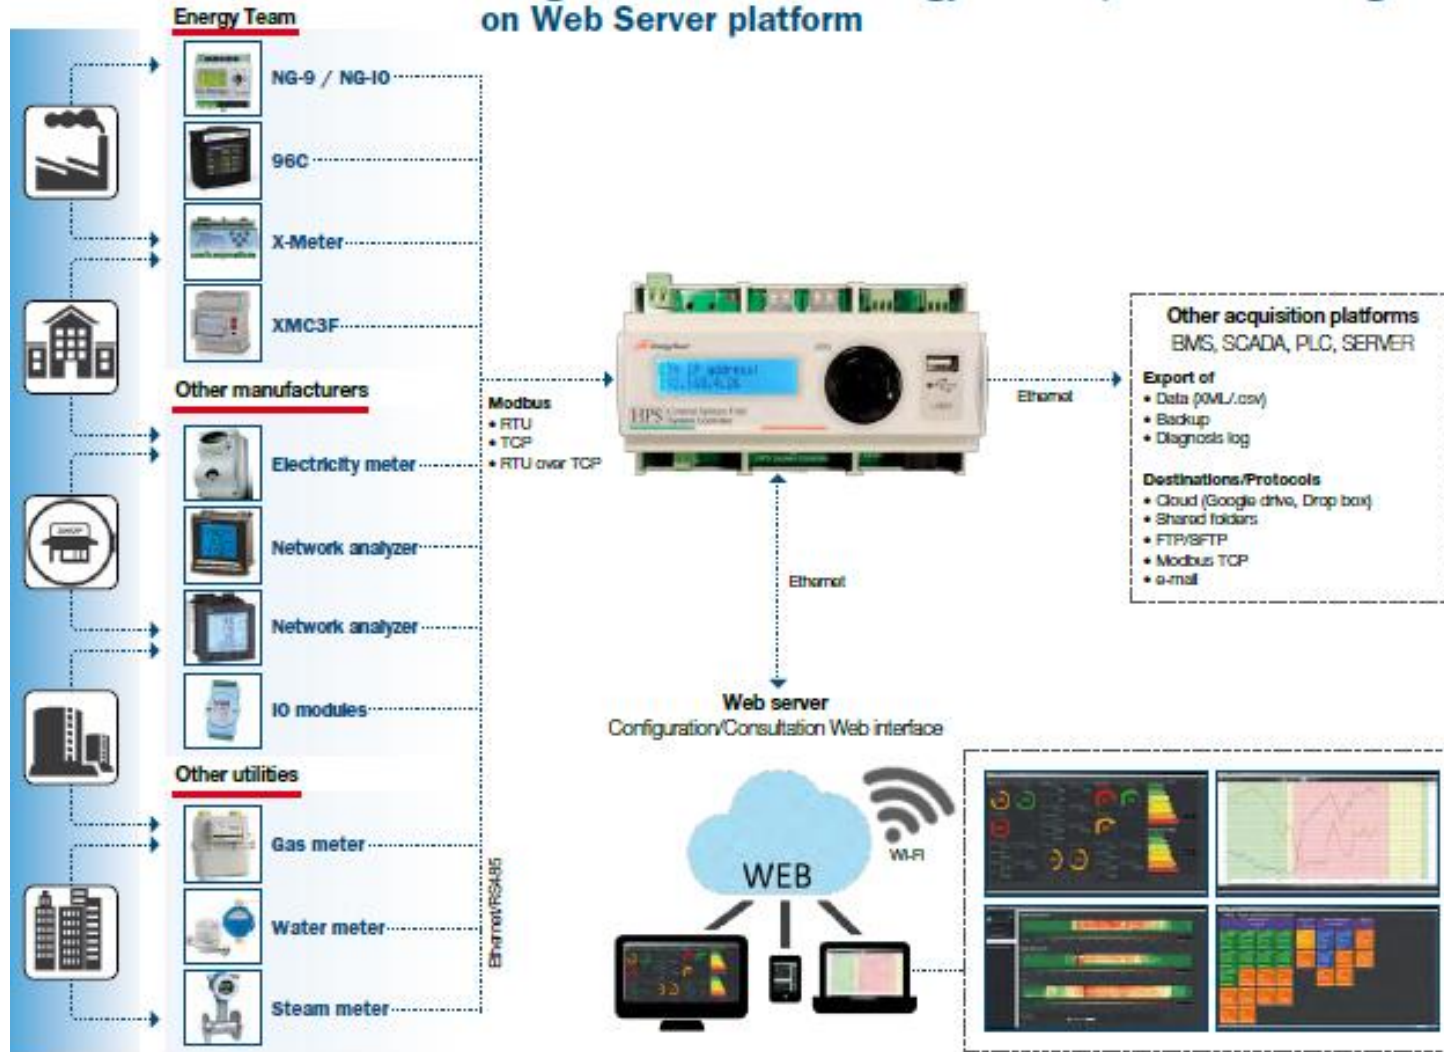 on Web Server platform
Energy Team
NG-9 / NG-IO
96C
X-Meter
XMC3F
Other manufacturers
Electricity meter
Network analyzer
Network analyzer
IO modules
Other utilities
Gas meter
Water meter
Steam meter
Ethernet/RS485
Modbus
• RTU
• TCP
• RTU over TCP
HPS
Ethernet
Other acquisition platforms
BMS, SCADA, PLC, SERVER
Export of
• Data (XML/.csv)
• Backup
• Diagnosis log
Destinations/Protocols
• Cloud (Google drive, Drop box)
• Shared folders
• FTP/SFTP
• Modbus TCP
• e-mail
Ethernet
Web server
Configuration/Consultation Web interface
WEB
Wi-Fi
SHOP